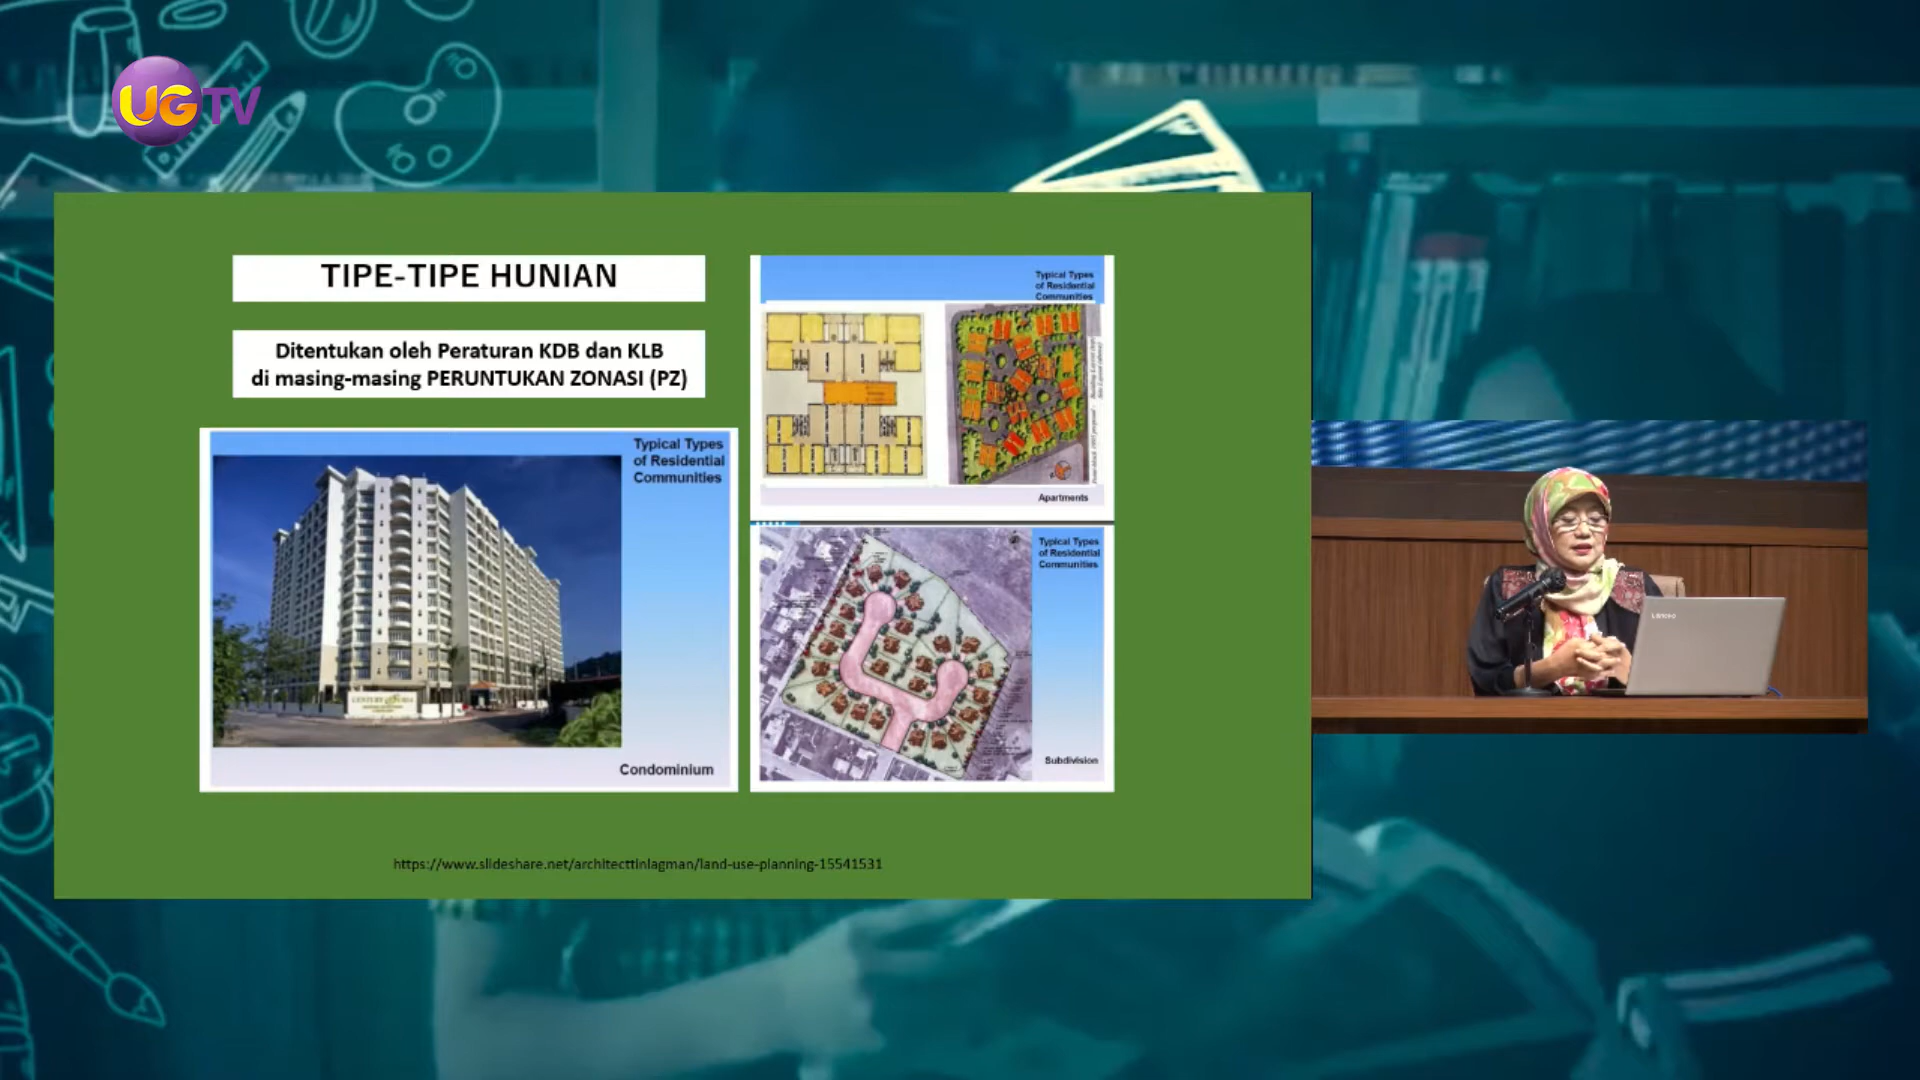 UGTV
TIPE-TIPE HUNIAN
Ditentukan oleh Peraturan KDB dan KLB
di masing-masing PERUNTUKAN ZONASI (PZ)
Typical Types
of Residential
Communities
Condominium
Typical Types
of Residential
Communities
Apartments
Typical Types
of Residential
Communities
Subdivision
https://www.slideshare.net/architecttinlagman/land-use-planning-15541531
Lenovo